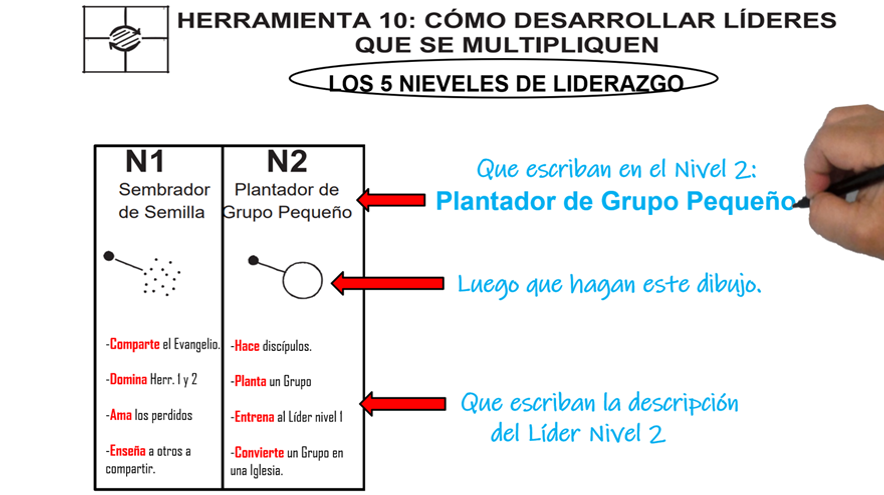 HERRAMIENTA 10: CÓMO DESARROLLAR LÍDERES
QUE SE MULTIPLIQUEN
LOS 5 NIEVELES DE LIDERAZGO
N1
Sembrador
de Semilla
-Comparte el Evangelio.
-Domina Herr. 1 y 2
-Ama los perdidos
-Enseña a otros a
compartir.
N2
Plantador de
Grupo Pequeño
-Hace discípulos.
-Planta un Grupo
-Entrena al Líder nivel 1
-Convierte un Grupo en
una Iglesia.
Que escriban en el Nivel 2:
Plantador de Grupo Pequeño
Luego que hagan este dibujo.
Que escriban la descripción
del Líder Nivel 2